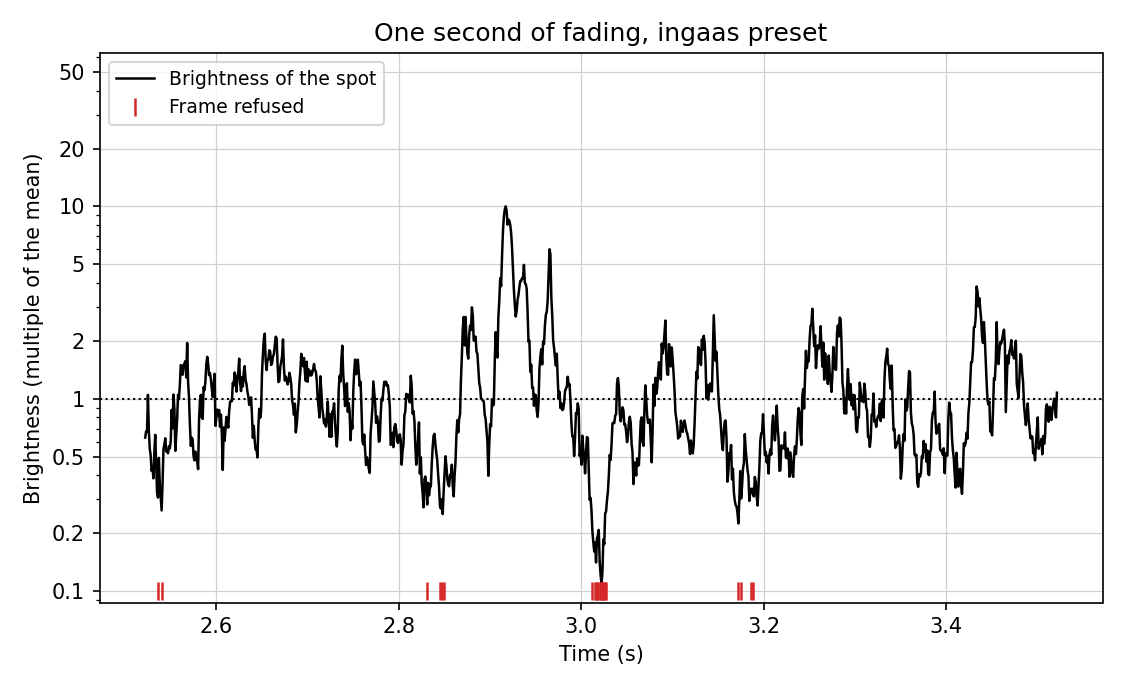 One second of fading, ingaas preset
Brightness of the spot
Frame refused
Brightness (multiple of the mean)
50
20
10
5
2
1
0.5
0.2
0.1
2.6 2.8 3.0 3.2 3.4
Time (s)